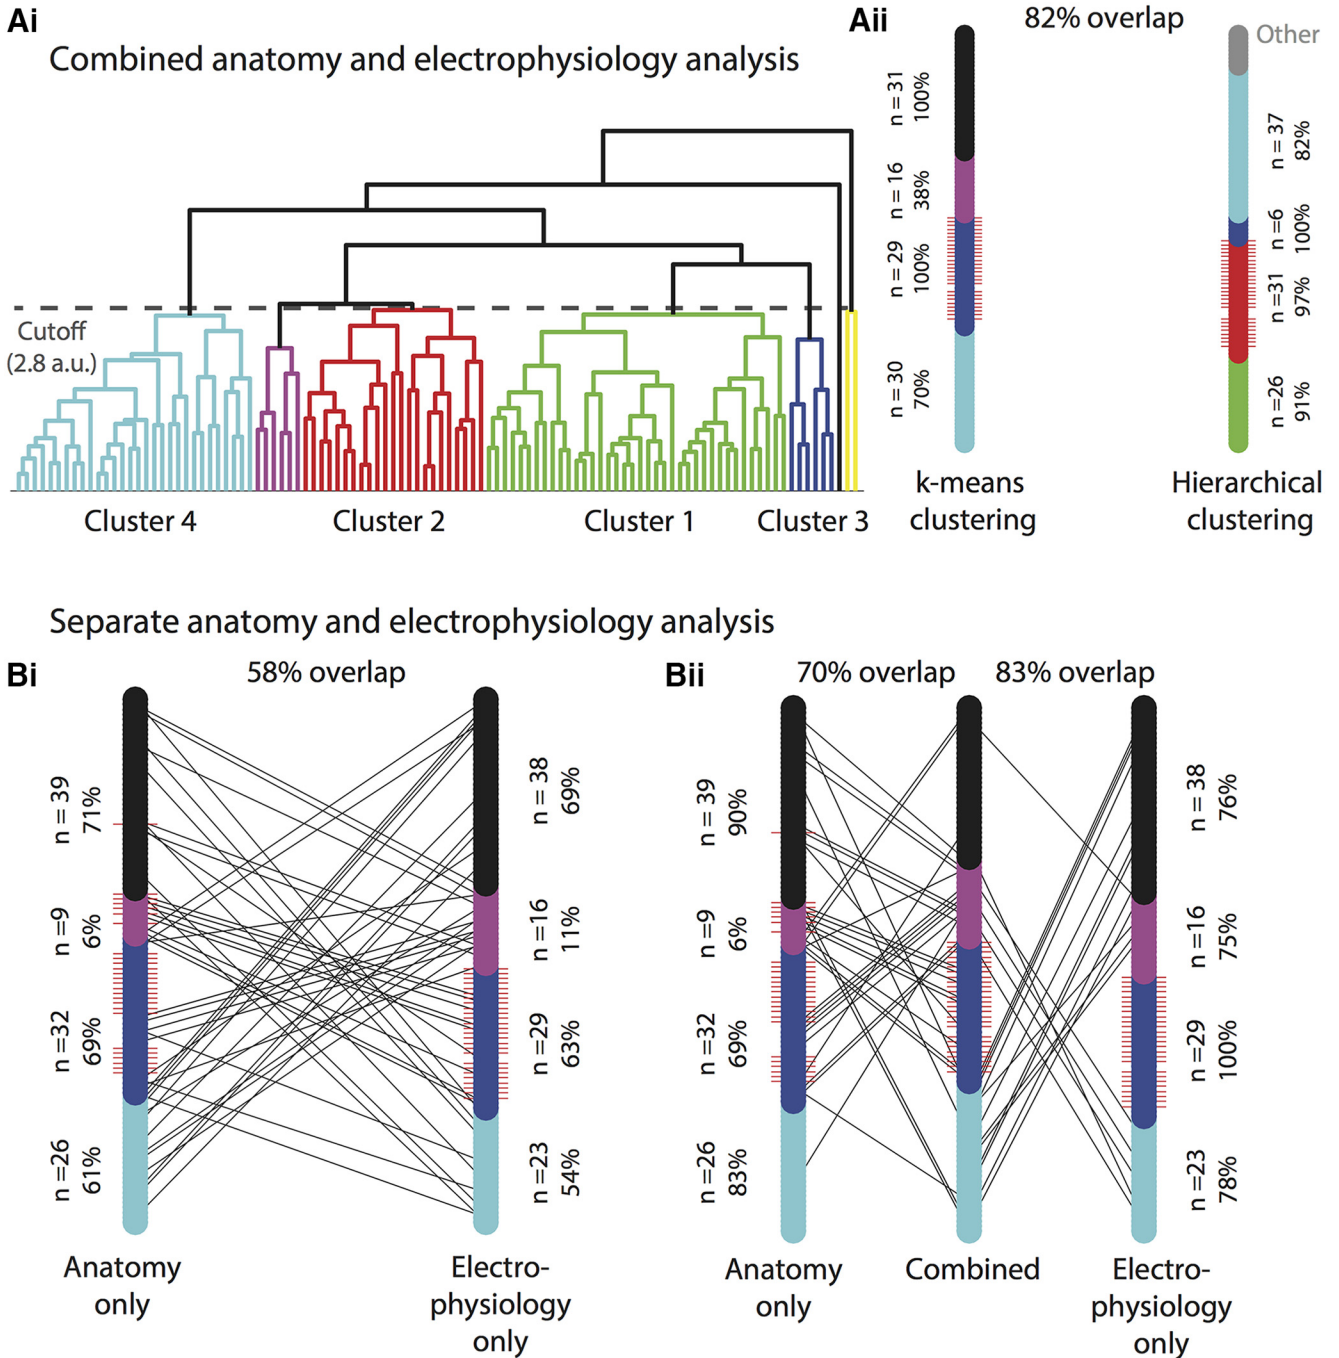 Ai
Combined anatomy and electrophysiology analysis
Cutoff
(2.8 a.u.)
Cluster 4
Cluster 2
Cluster 1
Cluster 3
Aii
82% overlap
Other
n = 31
100%
n = 16
38%
n = 29
100%
n = 30
70%
n = 37
82%
n =6
100%
n =31
97%
n =26
91%
k-means
clustering
Hierarchical
clustering
Separate anatomy and electrophysiology analysis
Bi
58% overlap
n = 39
71%
n =9
6%
n =32
69%
n =26
61%
n = 38
69%
n =16
11%
n =29
63%
n =23
54%
Anatomy
only
Electro-
physiology
only
Bii
70% overlap
83% overlap
n = 39
90%
n =9
6%
n =32
69%
n =26
83%
n = 38
76%
n =16
75%
n =29
100%
n =23
78%
Anatomy
only
Combined
Electro-
physiology
only